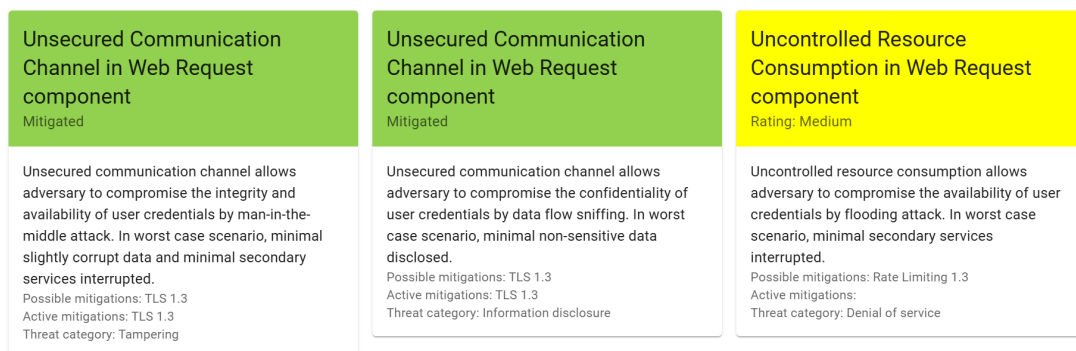 Unsecured Communication
Channel in Web Request
component
Mitigated
Unsecured communication channel allows
adversary to compromise the integrity and
availability of user credentials by man-in-the-
middle attack. In worst case scenario, minimal
slightly corrupt data and minimal secondary
services interrupted.
Possible mitigations: TLS 1.3
Active mitigations: TLS 1.3
Threat category: Tampering
Unsecured Communication
Channel in Web Request
component
Mitigated
Unsecured communication channel allows
adversary to compromise the confidentiality of
user credentials by data flow sniffing. In worst
case scenario, minimal non-sensitive data
disclosed.
Possible mitigations: TLS 1.3
Active mitigations: TLS 1.3
Threat category: Information disclosure
Uncontrolled Resource
Consumption in Web Request
component
Rating: Medium
Uncontrolled resource consumption allows
adversary to compromise the availability of user
credentials by flooding attack. In worst case
scenario, minimal secondary services
interrupted.
Possible mitigations: Rate Limiting 1.3
Active mitigations:
Threat category: Denial of service